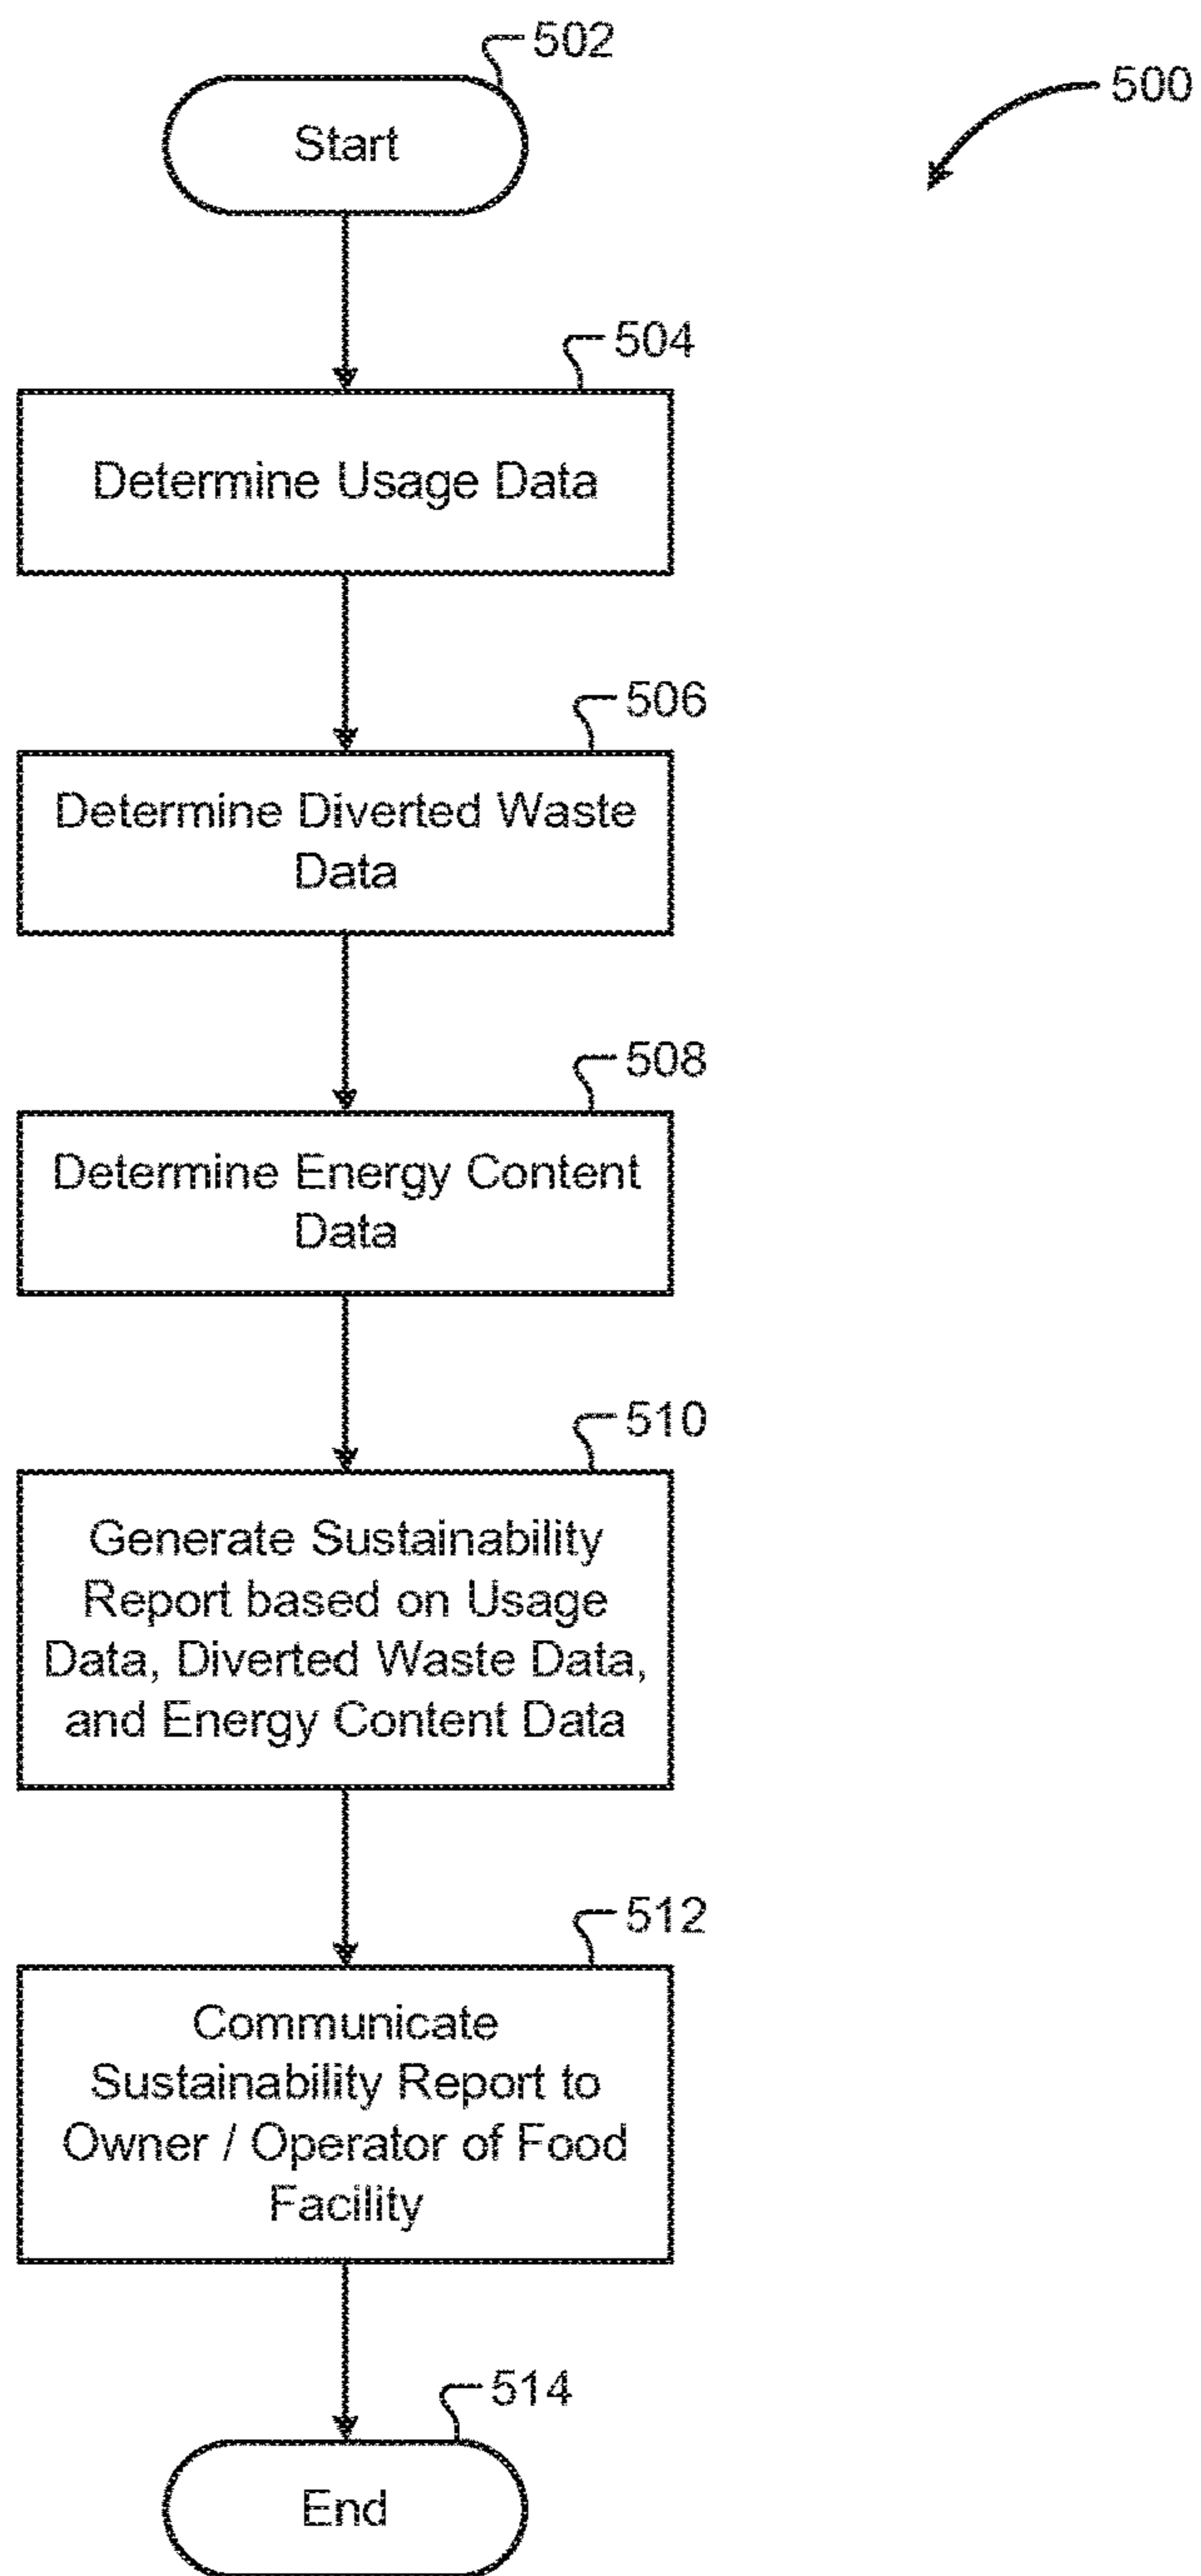 502
500
Start
504
Determine Usage Data
506
Determine Diverted Waste
Data
508
Determine Energy Content
Data
510
Generate Sustainability
Report based on Usage
Data, Diverted Waste Data,
and Energy Content Data
512
Communicate
Sustainability Report to
Owner / Operator of Food
Facility
514
End